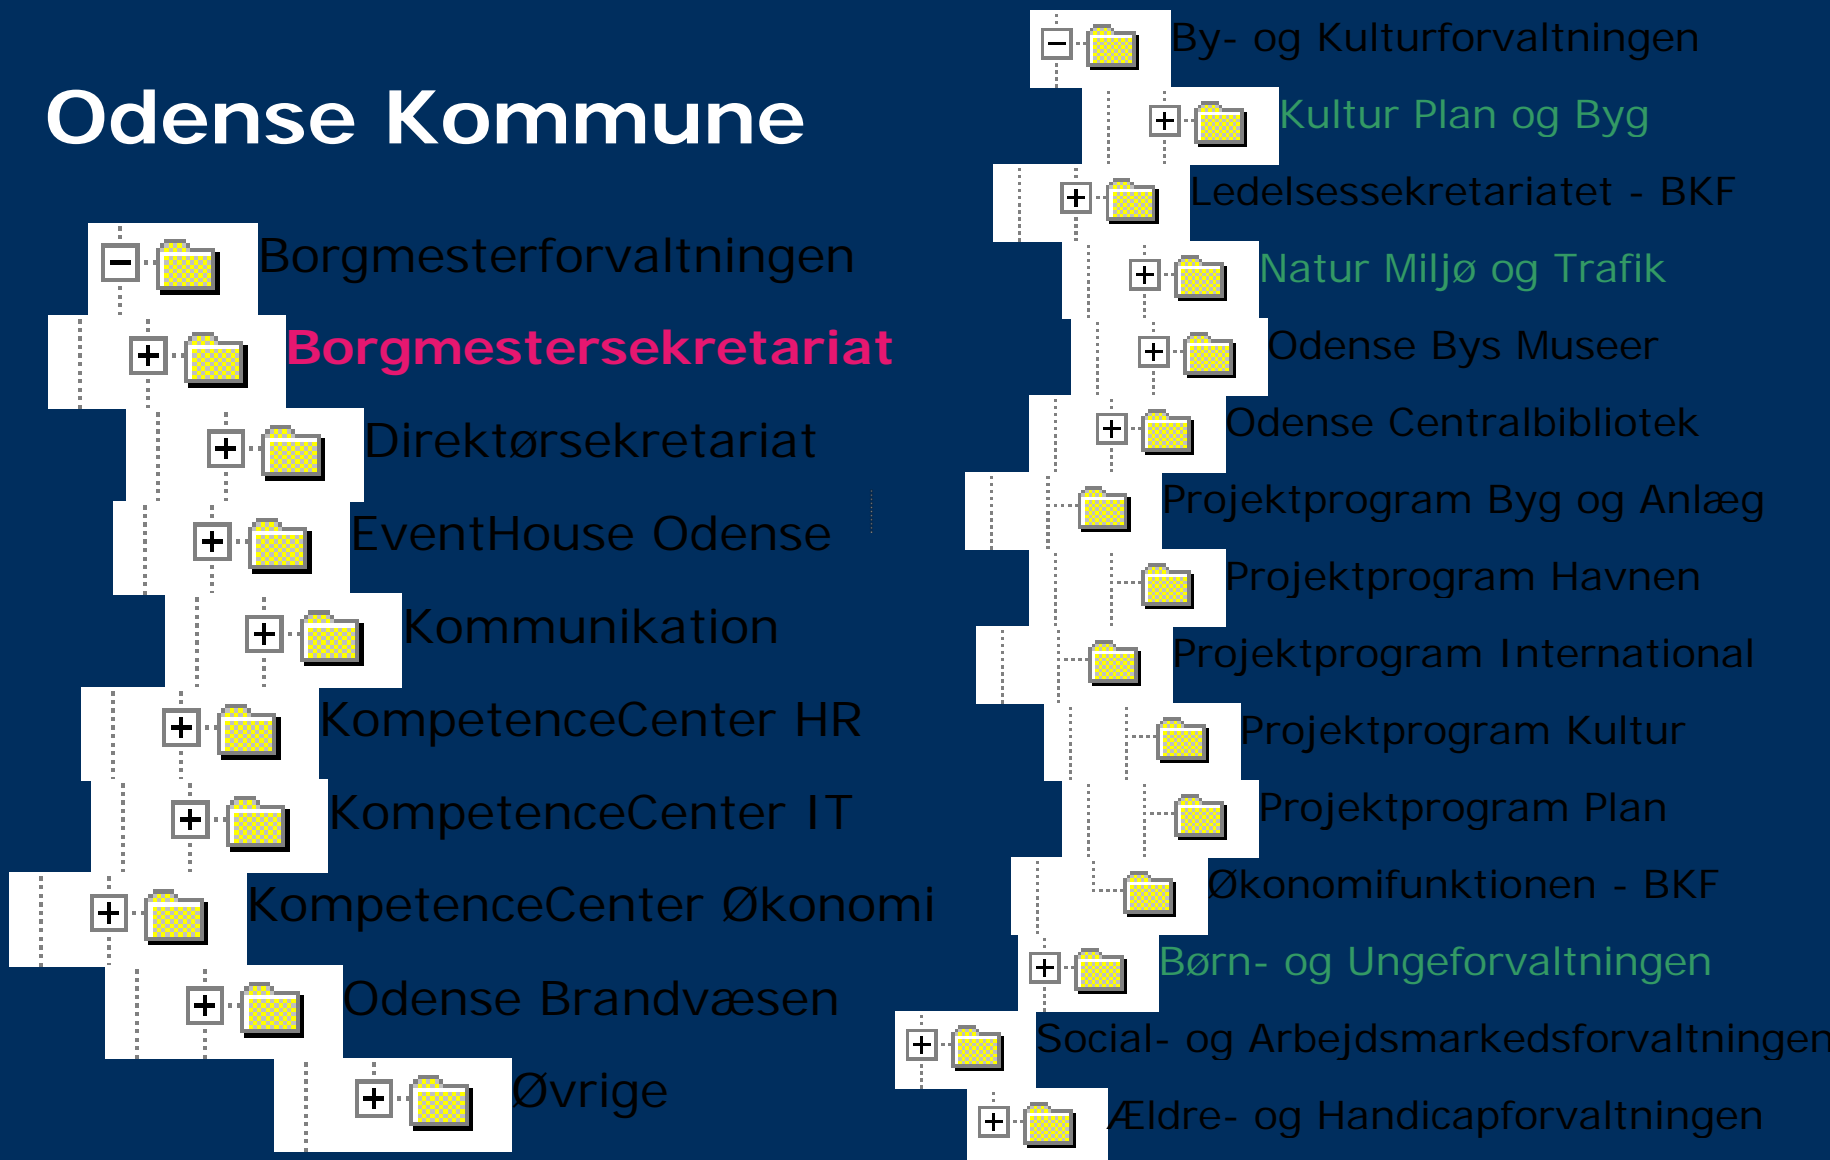 Odense Kommune
Borgmesterforvaltningen
Borgmestersekretariat
Direktørsekretariat
EventHouse Odense
Kommunikation
KompetenceCenter HR
KompetenceCenter IT
KompetenceCenter Økonomi
Odense Brandvæsen
Øvrige
By- og Kulturforvaltningen
Kultur Plan og Byg
Ledelsessekretariatet - BKF
Natur Miljø og Trafik
Odense Bys Museer
Odense Centralbibliotek
Projektprogram Byg og Anlæg
Projektprogram Havnen
Projektprogram International
Projektprogram Kultur
Projektprogram Plan
Økonomifunktionen - BKF
Børn- og Ungeforvaltningen
Social- og Arbejdsmarkedsforvaltningen
Ældre- og Handicapforvaltningen